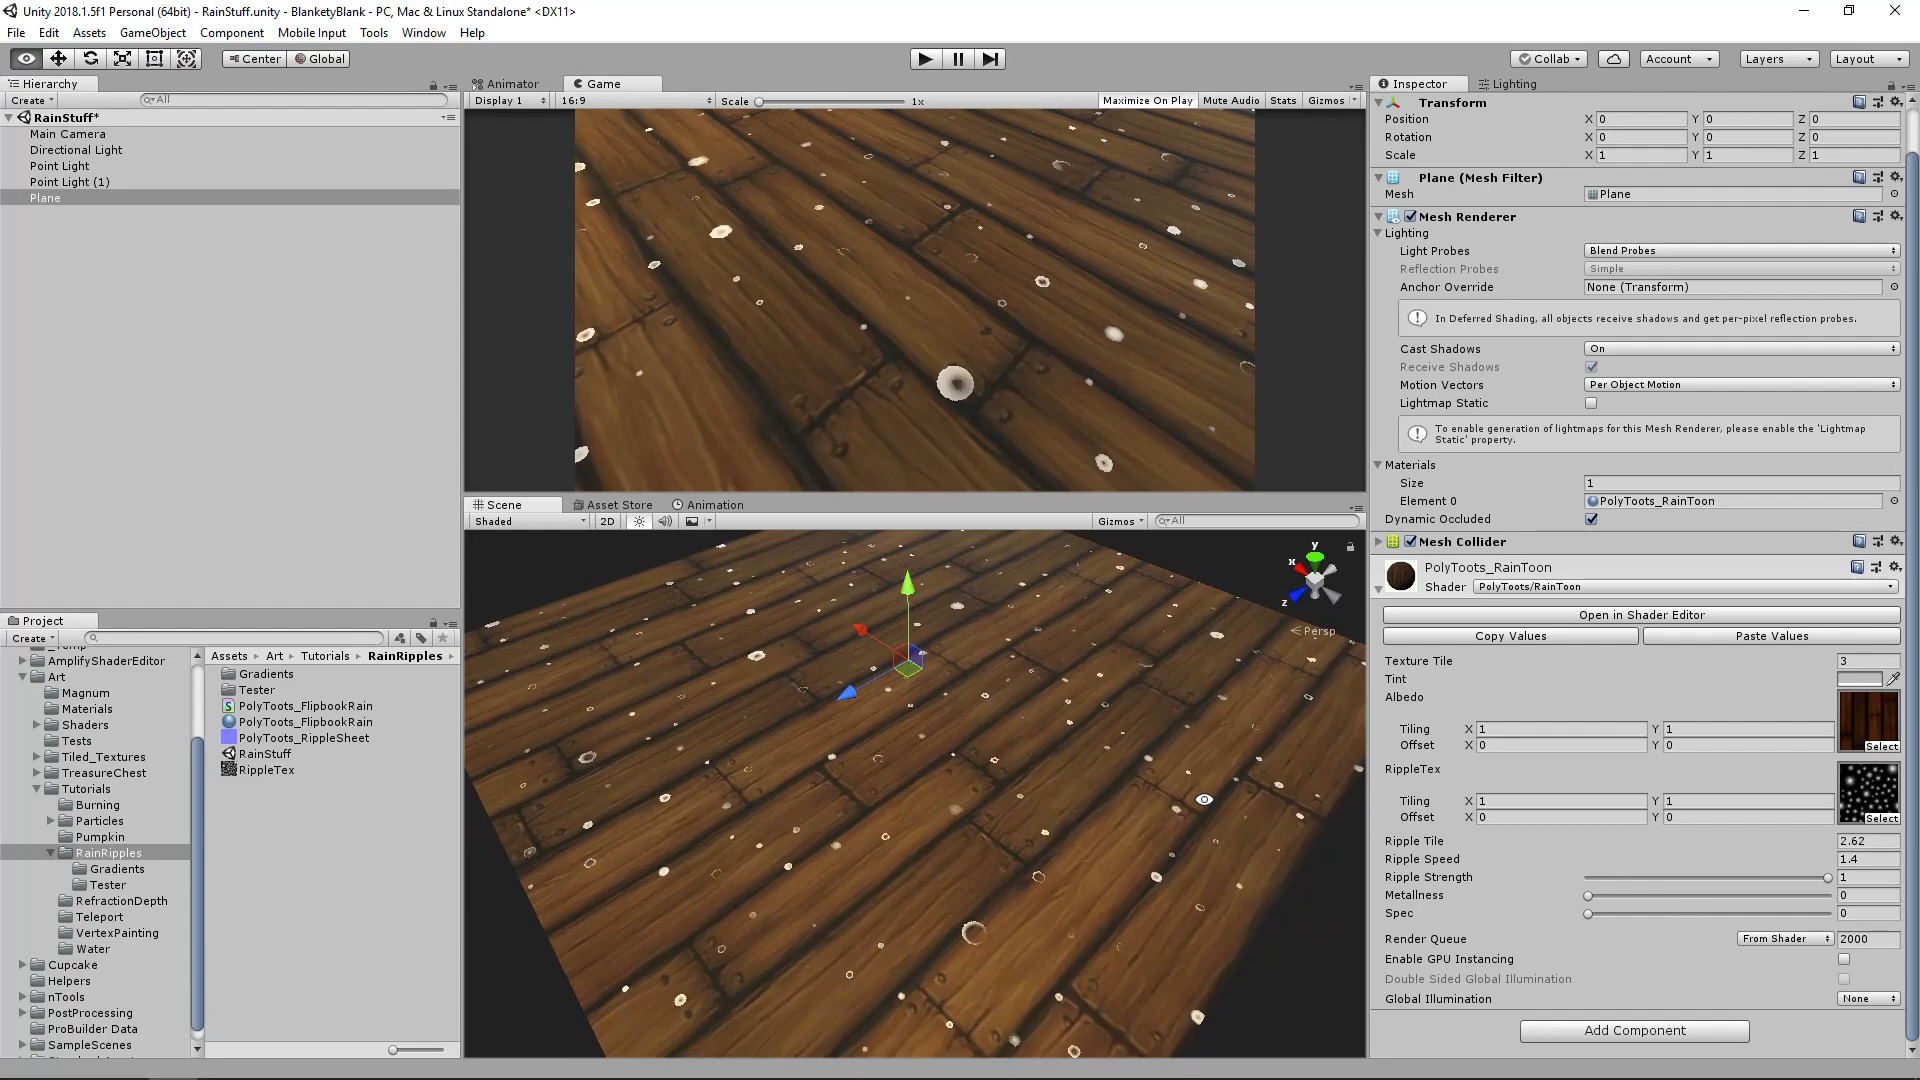 Unity 2018.1.5f1 Personal (64bit) - RainStuff.unity - BlanketyBlank - PC, Mac & Linux Standalone* <DX11>
File Edit Assets GameObject Component Mobile Input Tools Window Help
Center Global Collab Account Layers Layout
Hierarchy
Create All
RainStuff*
Main Camera
Directional Light
Point Light
Point Light (1)
Plane
Animator Game
Display 1 16:9 Scale 1x Maximize On Play Mute Audio Stats Gizmos
Scene Asset Store Animation
Shaded 2D Gizmos All
y
x
z
Persp
Project
Create
AmplifyShaderEditor
Art
Magnum
Materials
Shaders
Tests
Tiled_Textures
TreasureChest
Tutorials
Burning
Particles
Pumpkin
RainRipples
Gradients
Tester
RefractionDepth
Teleport
VertexPainting
Water
Cupcake
Helpers
nTools
PostProcessing
ProBuilder Data
SampleScenes
Assets Art Tutorials RainRipples
Gradients
Tester
PolyToots_FlipbookRain
PolyToots_FlipbookRain
PolyToots_RippleSheet
RainStuff
RippleTex
Inspector Lighting
Transform
Position X 0 Y 0 Z 0
Rotation X 0 Y 0 Z 0
Scale X 1 Y 1 Z 1
Plane (Mesh Filter)
Mesh Plane
Mesh Renderer
Lighting
Light Probes Blend Probes
Reflection Probes Simple
Anchor Override None (Transform)
In Deferred Shading, all objects receive shadows and get per-pixel reflection probes.
Cast Shadows On
Receive Shadows
Motion Vectors Per Object Motion
Lightmap Static
To enable generation of lightmaps for this Mesh Renderer, please enable the 'Lightmap
Static' property.
Materials
Size 1
Element 0 PolyToots_RainToon
Dynamic Occluded
Mesh Collider
PolyToots_RainToon
Shader PolyToots/RainToon
Open in Shader Editor
Copy Values Paste Values
Texture Tile 3
Tint
Albedo
Tiling X 1 Y 1
Offset X 0 Y 0 Select
RippleTex
Tiling X 1 Y 1
Offset X 0 Y 0 Select
Ripple Tile 2.62
Ripple Speed 1.4
Ripple Strength 1
Metallness 0
Spec 0
Render Queue From Shader 2000
Enable GPU Instancing
Double Sided Global Illumination
Global Illumination None
Add Component